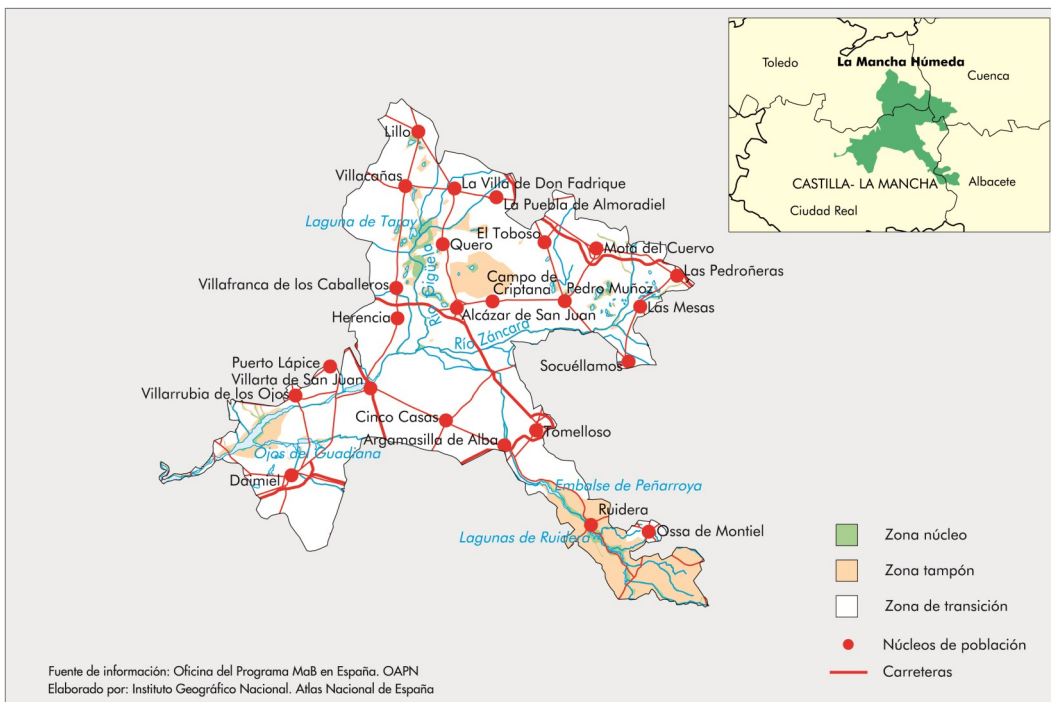 Toledo
La Mancha Húmeda
Cuenca
CASTILLA- LA MANCHA
Albacete
Ciudad Real
Lillo
Villacañas
La Villa de Don Fadrique
La Puebla de Almoradiel
Laguna de Taray
El Toboso
Quero
Mota del Cuervo
Río Gigüela
Las Pedroñeras
Villafranca de los Caballeros
Campo de
Criptana
Pedro Muñoz
Herencia
Alcázar de San Juan
Las Mesas
Río Záncara
Puerto Lápice
Socuéllamos
Villarta de San Juan
Villarrubia de los Ojos
Cinco Casas
Argamasilla de Alba
Tomelloso
Ojos del Guadiana
Daimiel
Embalse de Peñarroya
Ruidera
Lagunas de Ruidera
Ossa de Montiel
Zona núcleo
Zona tampón
Zona de transición
Núcleos de población
Carreteras
Fuente de información: Oficina del Programa MaB en España. OAPN
Elaborado por: Instituto Geográfico Nacional. Atlas Nacional de España